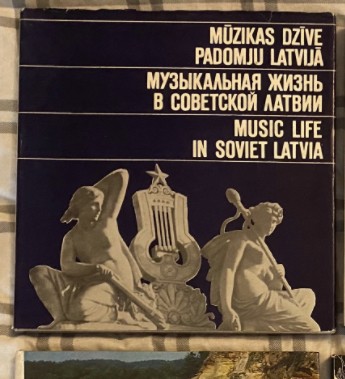 MŪZIKAS DZĪVE
PADOMJU LATVIJĀ
МУЗЫКАЛЬНАЯ ЖИЗНЬ
В СОВЕТСКОЙ ЛАТВИИ
MUSIC LIFE
IN SOVIET LATVIA